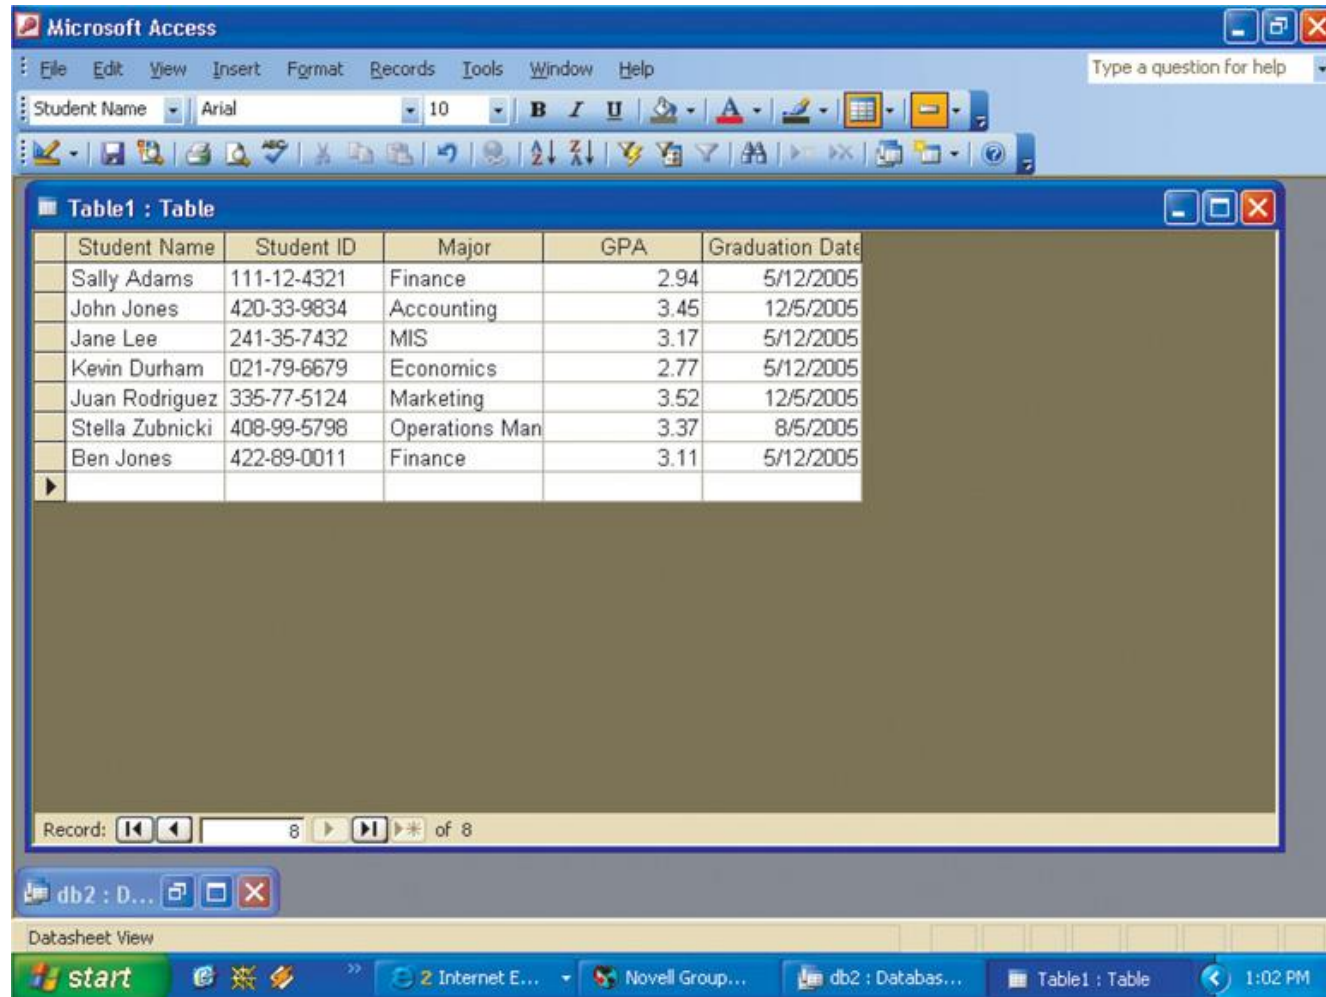 Microsoft Access
File Edit View Insert Format Records Tools Window Help Type a question for help
Student Name Arial 10 B I U A
ABC A Z Z A
Table1 : Table
Student Name Student ID Major GPA Graduation Date
Sally Adams 111-12-4321 Finance 2.94 5/12/2005
John Jones 420-33-9834 Accounting 3.45 12/5/2005
Jane Lee 241-35-7432 MIS 3.17 5/12/2005
Kevin Durham 021-79-6679 Economics 2.77 5/12/2005
Juan Rodriguez 335-77-5124 Marketing 3.52 12/5/2005
Stella Zubnicki 408-99-5798 Operations Man 3.37 8/5/2005
Ben Jones 422-89-0011 Finance 3.11 5/12/2005
Record: 8 of 8
db2 : D...
Datasheet View
start 2 Internet E... Novell Group... db2 : Databas... Table1 : Table 1:02 PM